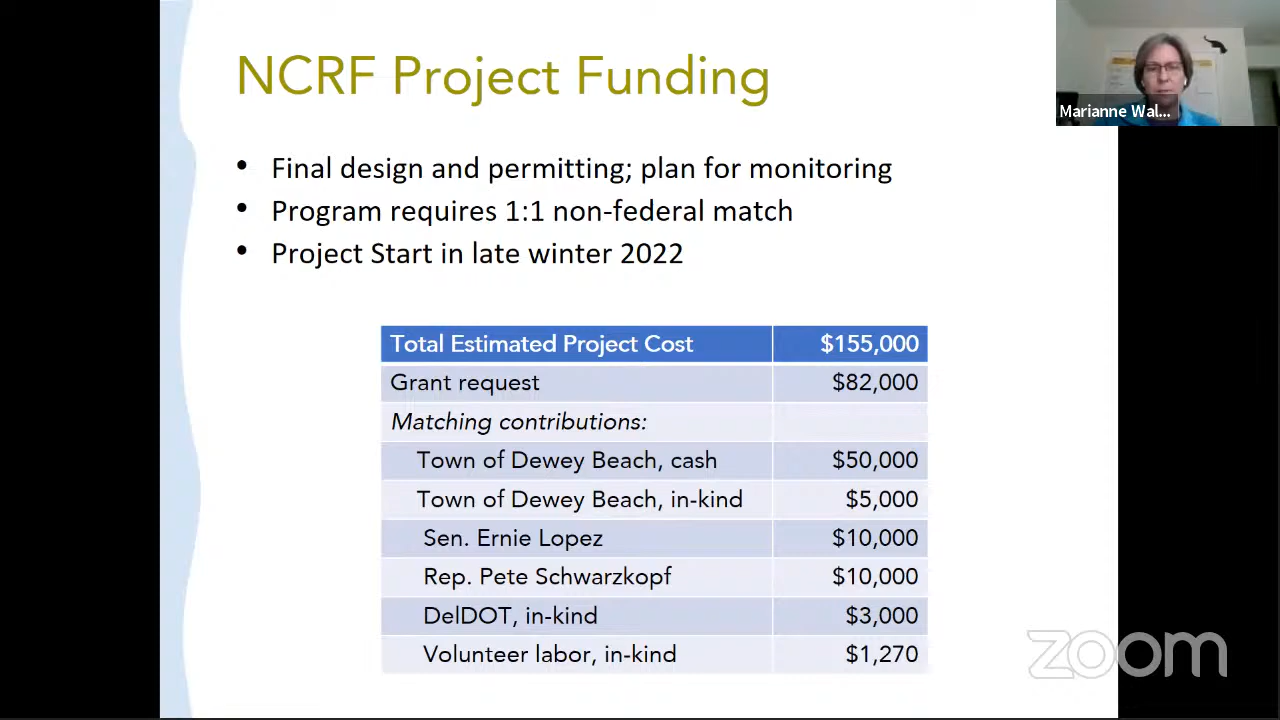 NCRF Project Funding
Marianne Wal...
• Final design and permitting; plan for monitoring
• Program requires 1:1 non-federal match
• Project Start in late winter 2022
Total Estimated Project Cost $155,000
Grant request $82,000
Matching contributions:
Town of Dewey Beach, cash $50,000
Town of Dewey Beach, in-kind $5,000
Sen. Ernie Lopez $10,000
Rep. Pete Schwarzkopf $10,000
DelDOT, in-kind $3,000
Volunteer labor, in-kind $1,270
zoom